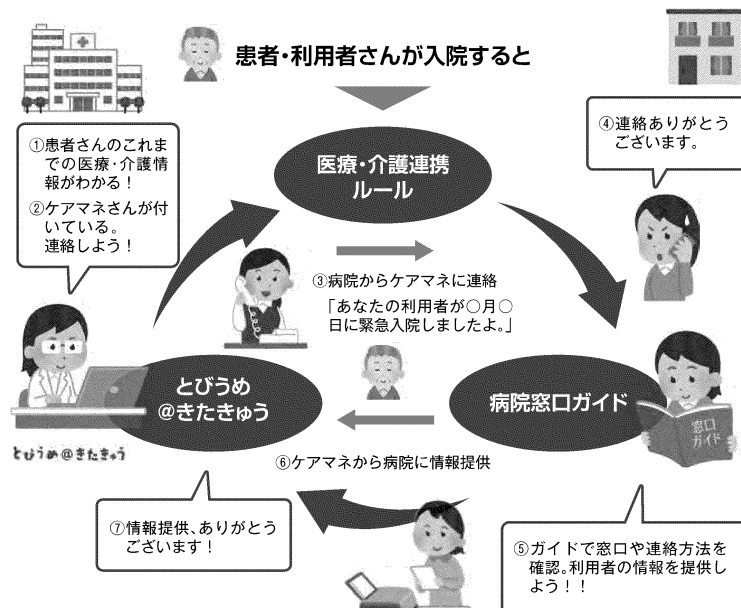 患者・利用者さんが入院すると
①患者さんのこれま
での医療・介護情
報がわかる！
②ケアマネさんが付
いている。
連絡しよう！
医療・介護連携
ルール
④連絡ありがとう
ございます。
③病院からケアマネに連絡
「あなたの利用者が○月○
日に緊急入院しましたよ。」
とびうめ
@きたきゅう
病院窓口ガイド
窓口
ガイド
とびうめ@きたきゅう
⑥ケアマネから病院に情報提供
⑦情報提供、ありがとう
ございます！
⑤ガイドで窓口や連絡方法を
確認。利用者の情報を提供し
よう！！